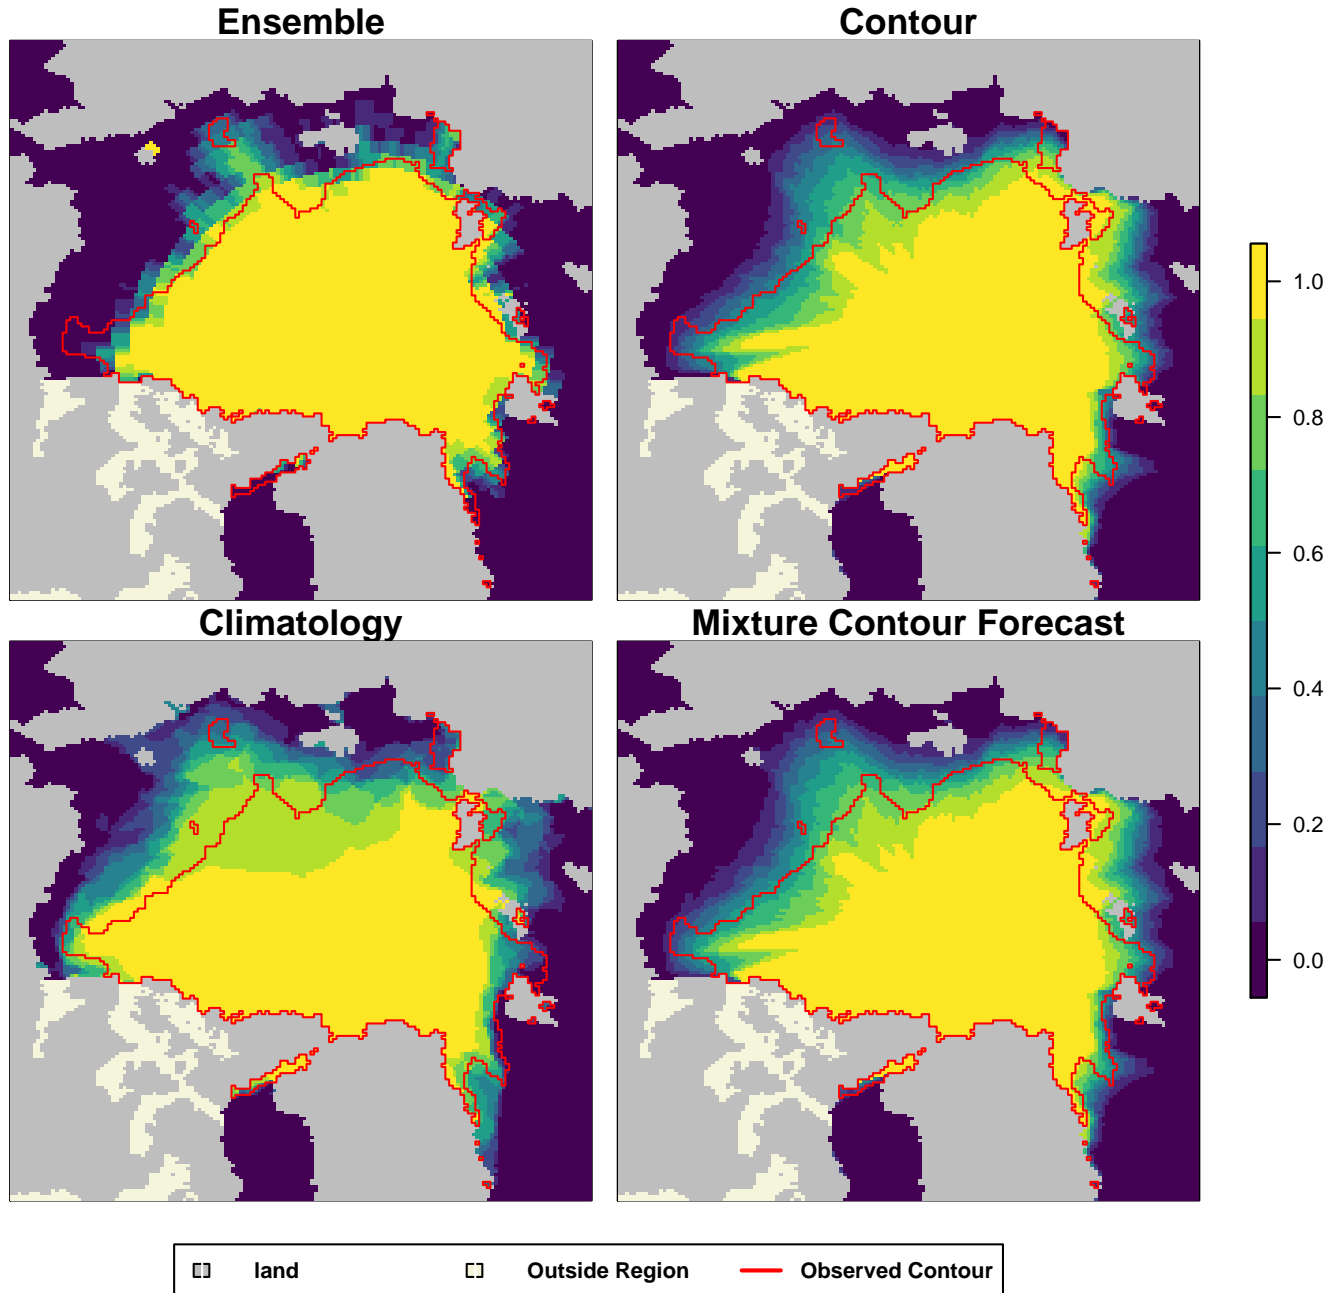 Ensemble
Contour
1.0
0.8
0.6
0.4
0.2
0.0
Climatology
Mixture Contour Forecast
land
Outside Region
Observed Contour